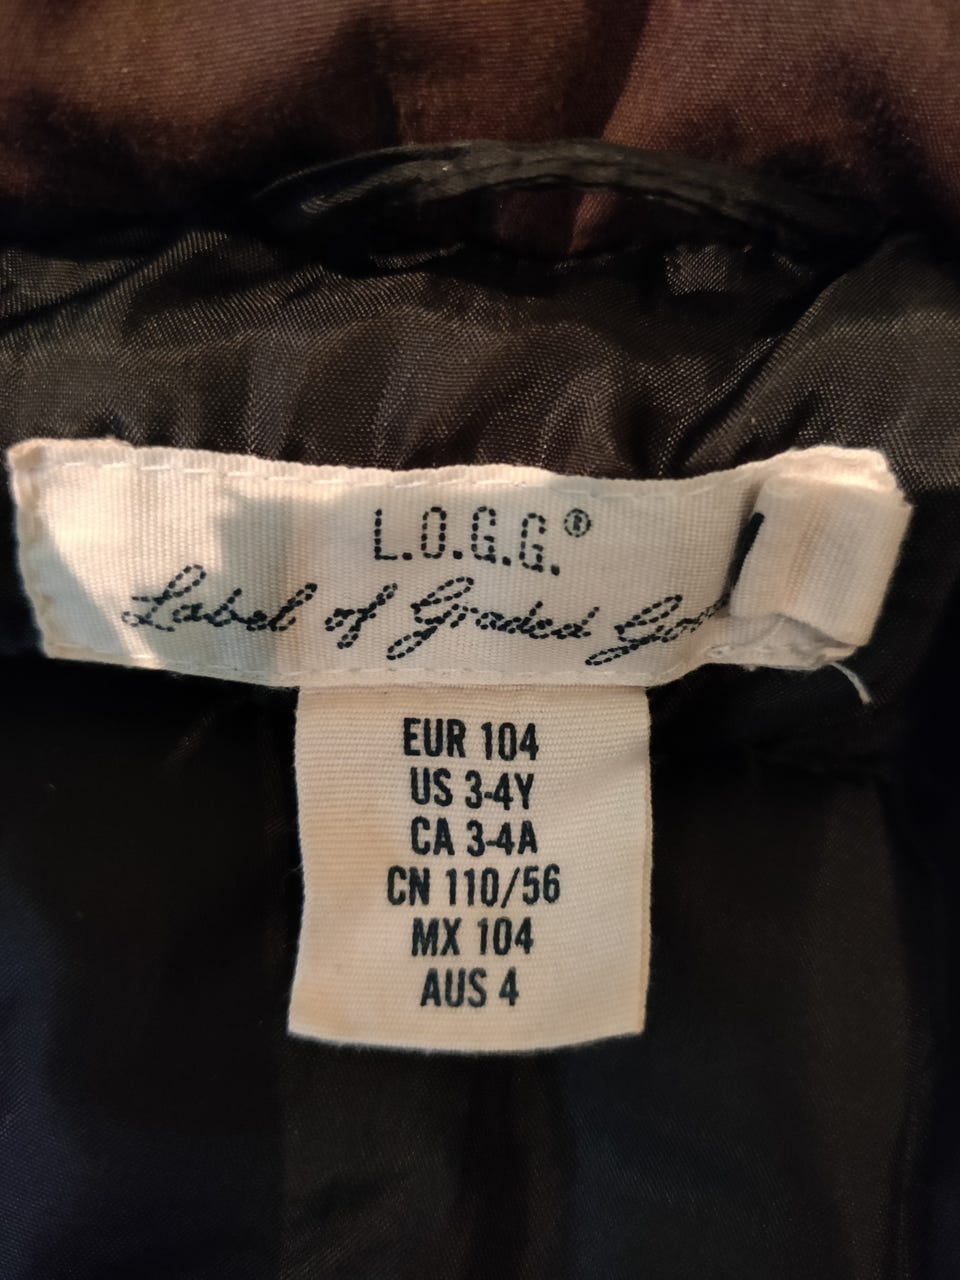 L.O.G.G.®
Label of Graded
EUR 104
US 3-4Y
CA 3-4A
CN 110/56
MX 104
AUS 4